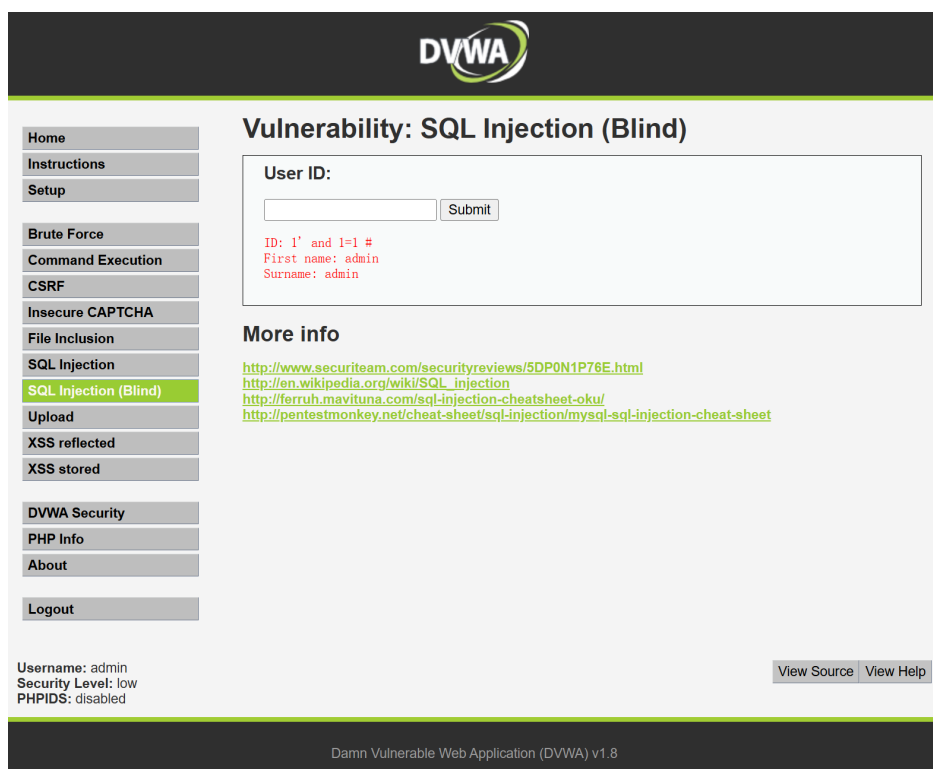 DVWA
Home
Instructions
Setup
Brute Force
Command Execution
CSRF
Insecure CAPTCHA
File Inclusion
SQL Injection
SQL Injection (Blind)
Upload
XSS reflected
XSS stored
DVWA Security
PHP Info
About
Logout
Vulnerability: SQL Injection (Blind)
User ID:
Submit
ID: 1' and 1=1 #
First name: admin
Surname: admin
More info
http://www.securiteam.com/securityreviews/5DP0N1P76E.html
http://en.wikipedia.org/wiki/SQL_injection
http://ferruh.mavituna.com/sql-injection-cheatsheet-oku/
http://pentestmonkey.net/cheat-sheet/sql-injection/mysql-sql-injection-cheat-sheet
Username: admin
Security Level: low
PHPIDS: disabled
View Source View Help
Damn Vulnerable Web Application (DVWA) v1.8